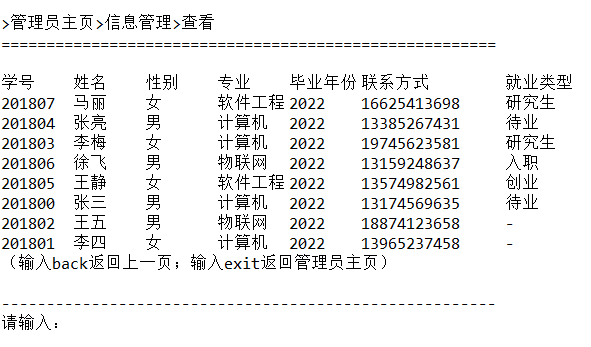 >管理员主页>信息管理>查看
=======================================================
学号 姓名 性别 专业 毕业年份 联系方式 就业类型
201807 马丽 女 软件工程 2022 16625413698 研究生
201804 张亮 男 计算机 2022 13385267431 待业
201803 李梅 男 计算机 2022 19745623581 研究生
201806 徐飞 男 物联网 2022 13159248637 入职
201805 王静 女 软件工程 2022 13574982561 创业
201800 张三 男 计算机 2022 13174569635 待业
201802 王五 男 物联网 2022 18874123658 -
201801 李四 女 计算机 2022 13965237458 -
（输入back返回上一页；输入exit返回管理员主页）
-------------------------------------------------------
请输入：